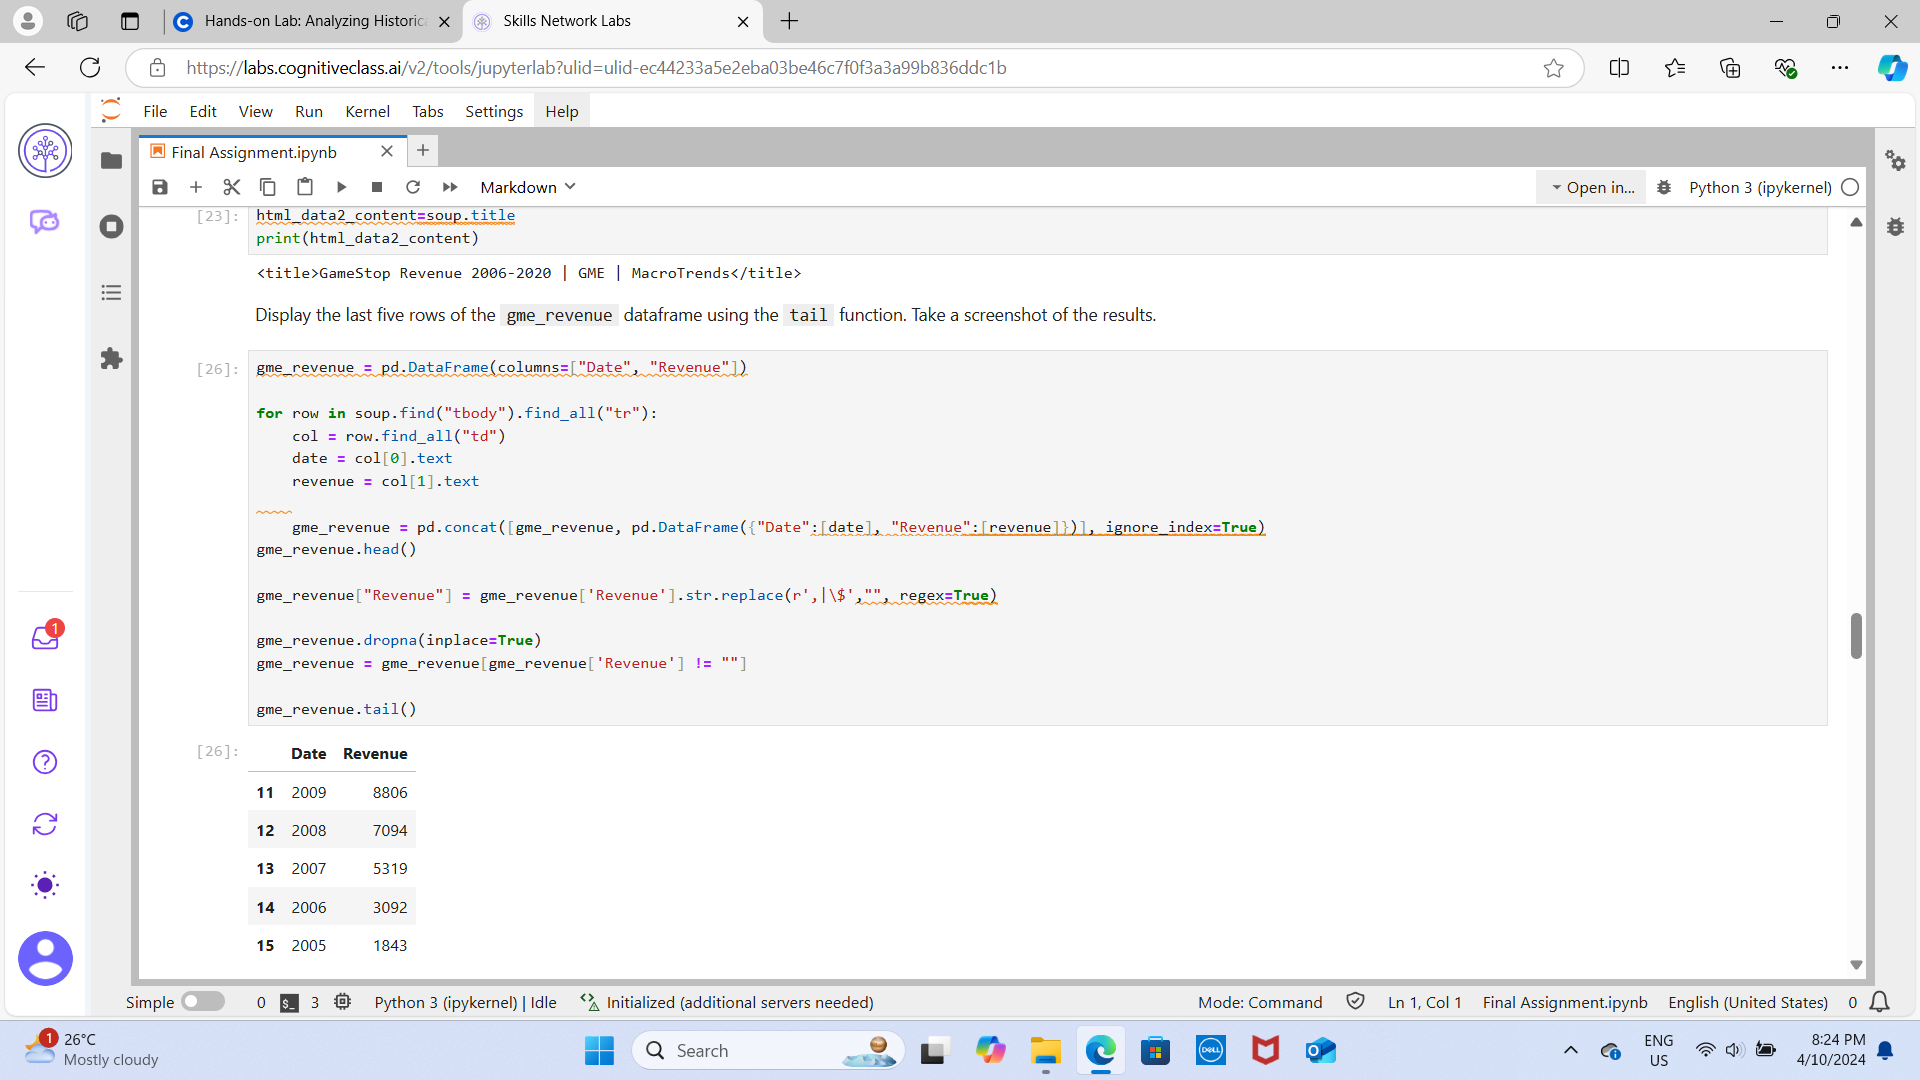 Hands-on Lab: Analyzing Historica
Skills Network Labs
https://labs.cognitiveclass.ai/v2/tools/jupyterlab?ulid=ulid-ec44233a5e2eba03be46c7f0f3a3a99b836ddc1b
File Edit View Run Kernel Tabs Settings Help
Final Assignment.ipynb
Markdown
Open in...
Python 3 (ipykernel)
[23]:
html_data2_content=soup.title
print(html_data2_content)
<title>GameStop Revenue 2006-2020 | GME | MacroTrends</title>
Display the last five rows of the gme_revenue dataframe using the tail function. Take a screenshot of the results.
[26]:
gme_revenue = pd.DataFrame(columns=["Date", "Revenue"])
for row in soup.find("tbody").find_all("tr"):
    col = row.find_all("td")
    date = col[0].text
    revenue = col[1].text
    gme_revenue = pd.concat([gme_revenue, pd.DataFrame({"Date":[date], "Revenue":[revenue]})], ignore_index=True)
gme_revenue.head()
gme_revenue["Revenue"] = gme_revenue['Revenue'].str.replace(r',|\$',"", regex=True)
gme_revenue.dropna(inplace=True)
gme_revenue = gme_revenue[gme_revenue['Revenue'] != ""]
gme_revenue.tail()
[26]:
Date Revenue
11 2009 8806
12 2008 7094
13 2007 5319
14 2006 3092
15 2005 1843
1
Simple 0 $_ 3 Python 3 (ipykernel) | Idle Initialized (additional servers needed)
Mode: Command Ln 1, Col 1 Final Assignment.ipynb English (United States) 0
1
26°C
Mostly cloudy
Search
DELL
ENG
US
8:24 PM
4/10/2024